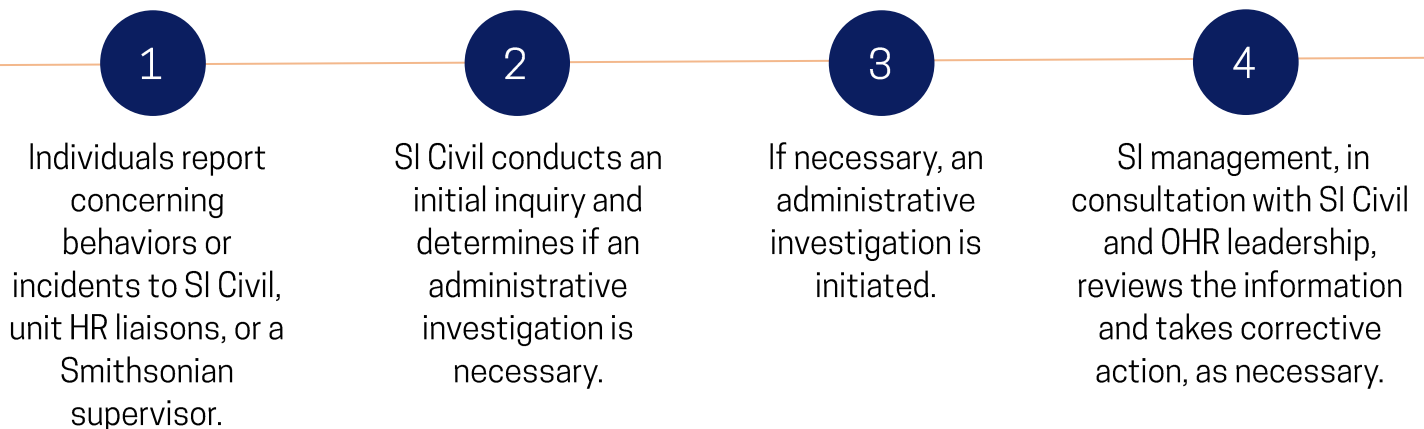 1
Individuals report
concerning
behaviors or
incidents to SI Civil,
unit HR liaisons, or a
Smithsonian
supervisor.
2
SI Civil conducts an
initial inquiry and
determines if an
administrative
investigation is
necessary.
3
If necessary, an
administrative
investigation is
initiated.
4
SI management, in
consultation with SI Civil
and OHR leadership,
reviews the information
and takes corrective
action, as necessary.